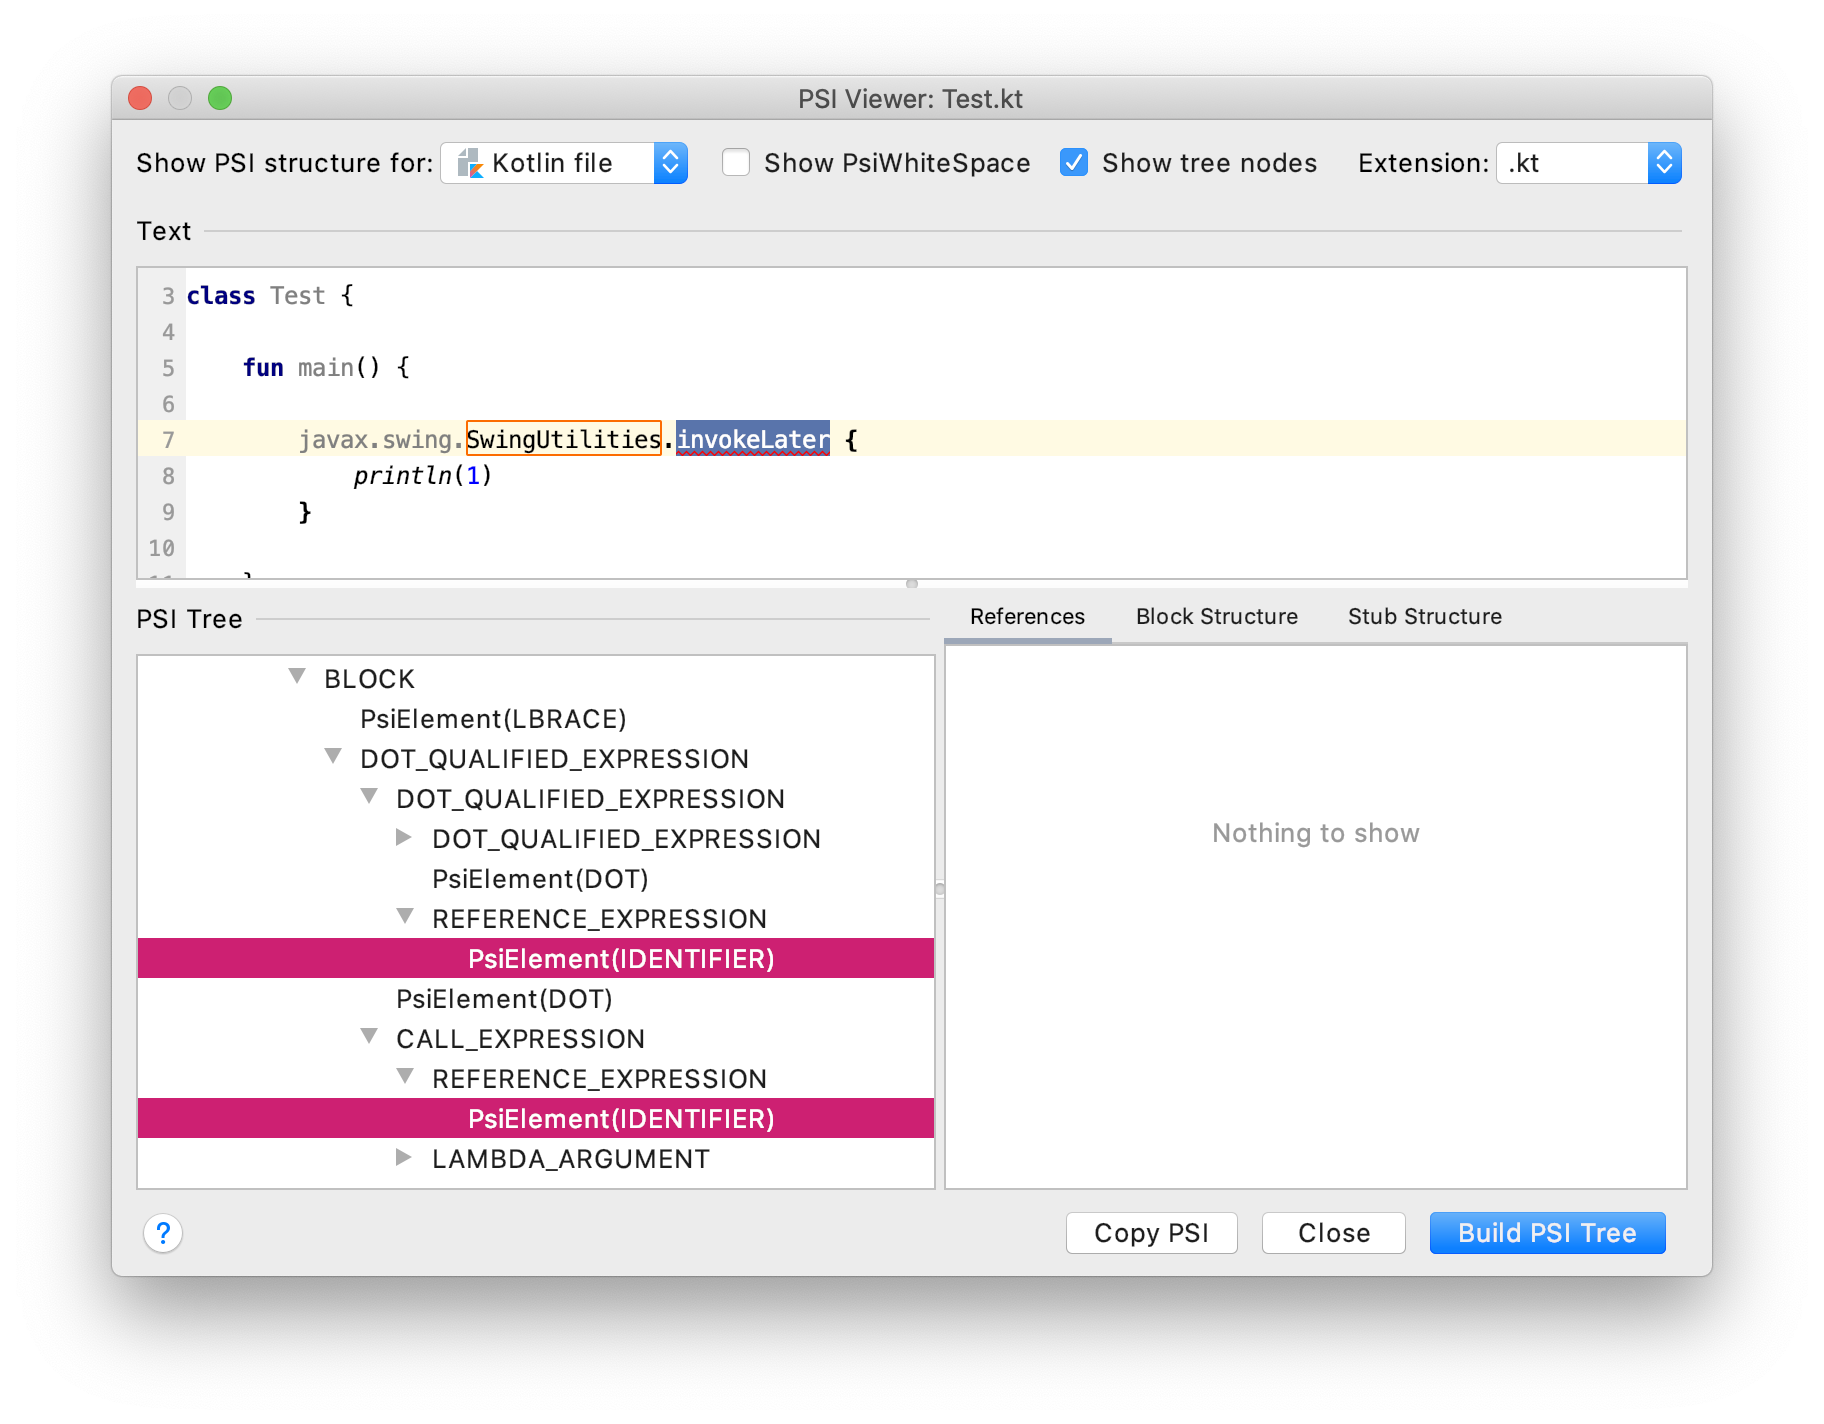 PSI Viewer: Test.kt
Show PSI structure for: Kotlin file Show PsiWhiteSpace Show tree nodes Extension: .kt
Text
3 class Test {
4
5 fun main() {
6
7 javax.swing.SwingUtilities.invokeLater {
8 println(1)
9 }
10
PSI Tree
References Block Structure Stub Structure
BLOCK
PsiElement(LBRACE)
DOT_QUALIFIED_EXPRESSION
DOT_QUALIFIED_EXPRESSION
DOT_QUALIFIED_EXPRESSION
PsiElement(DOT)
REFERENCE_EXPRESSION
PsiElement(IDENTIFIER)
PsiElement(DOT)
CALL_EXPRESSION
REFERENCE_EXPRESSION
PsiElement(IDENTIFIER)
LAMBDA_ARGUMENT
Nothing to show
? Copy PSI Close Build PSI Tree